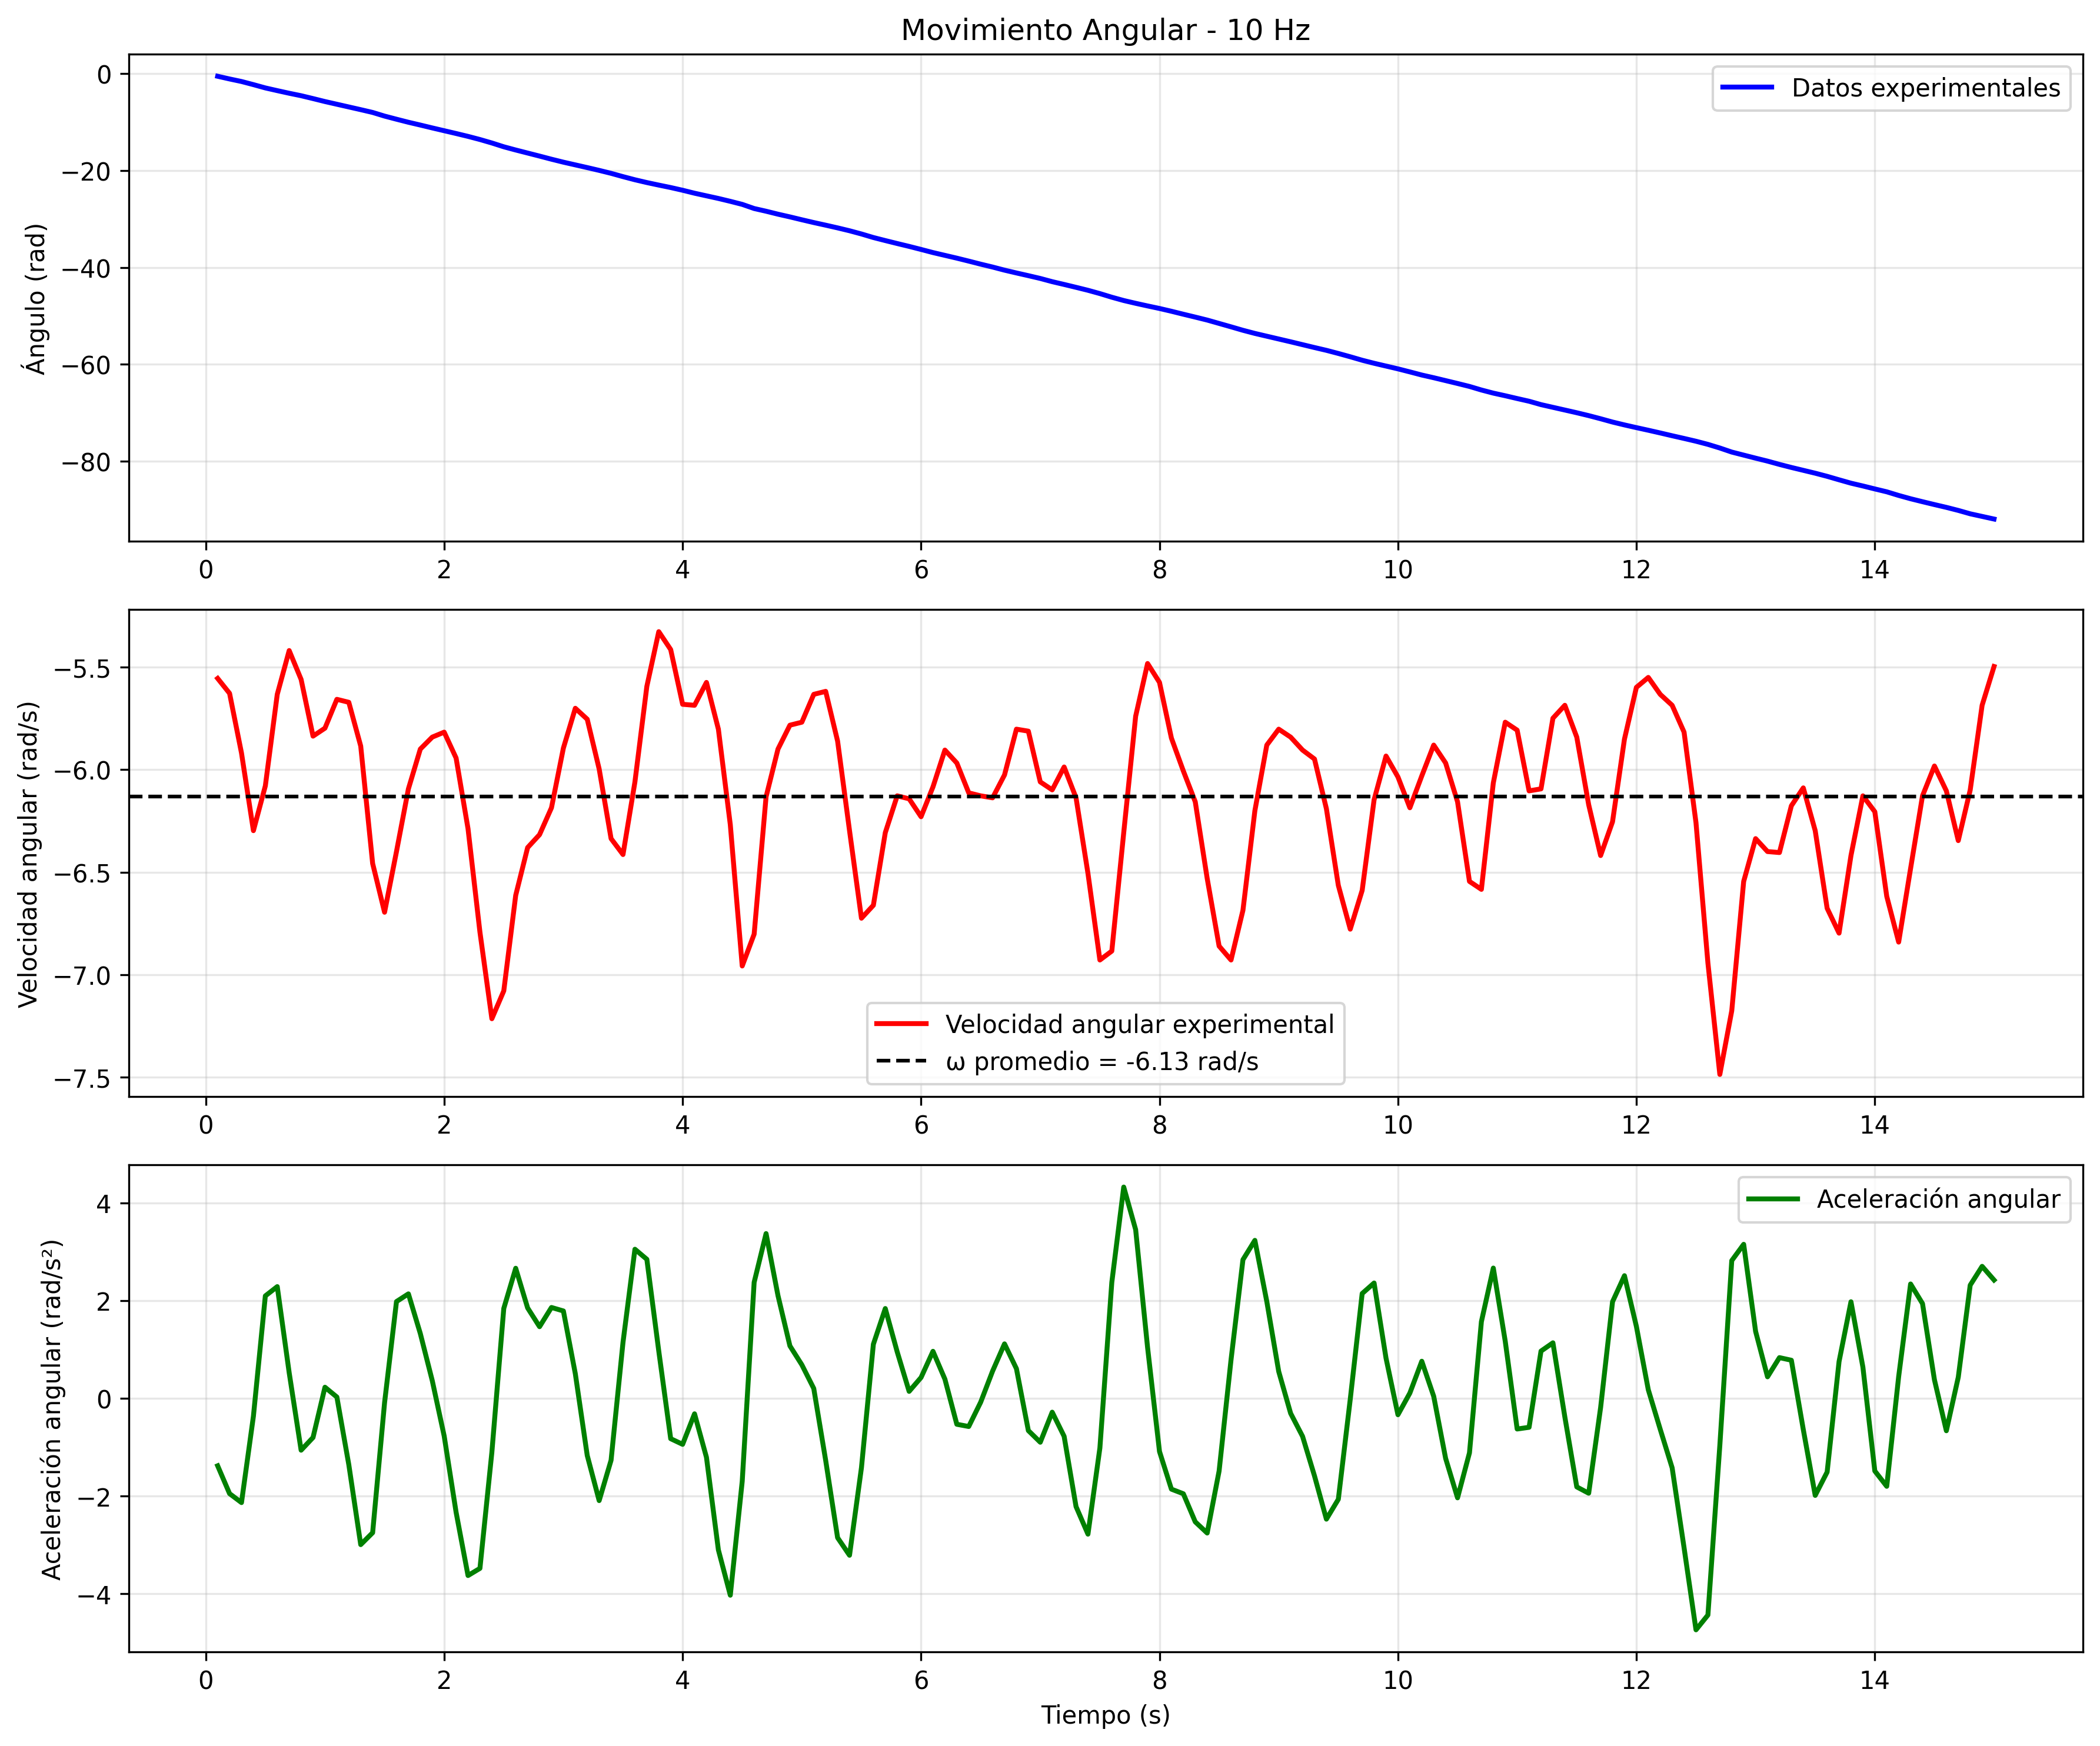 Movimiento Angular - 10 Hz
Ángulo (rad)
0
−20
−40
−60
−80
Datos experimentales
0 2 4 6 8 10 12 14
Velocidad angular (rad/s)
−5.5
−6.0
−6.5
−7.0
−7.5
Velocidad angular experimental
ω promedio = -6.13 rad/s
0 2 4 6 8 10 12 14
Aceleración angular (rad/s²)
4
2
0
−2
−4
Aceleración angular
0 2 4 6 8 10 12 14
Tiempo (s)